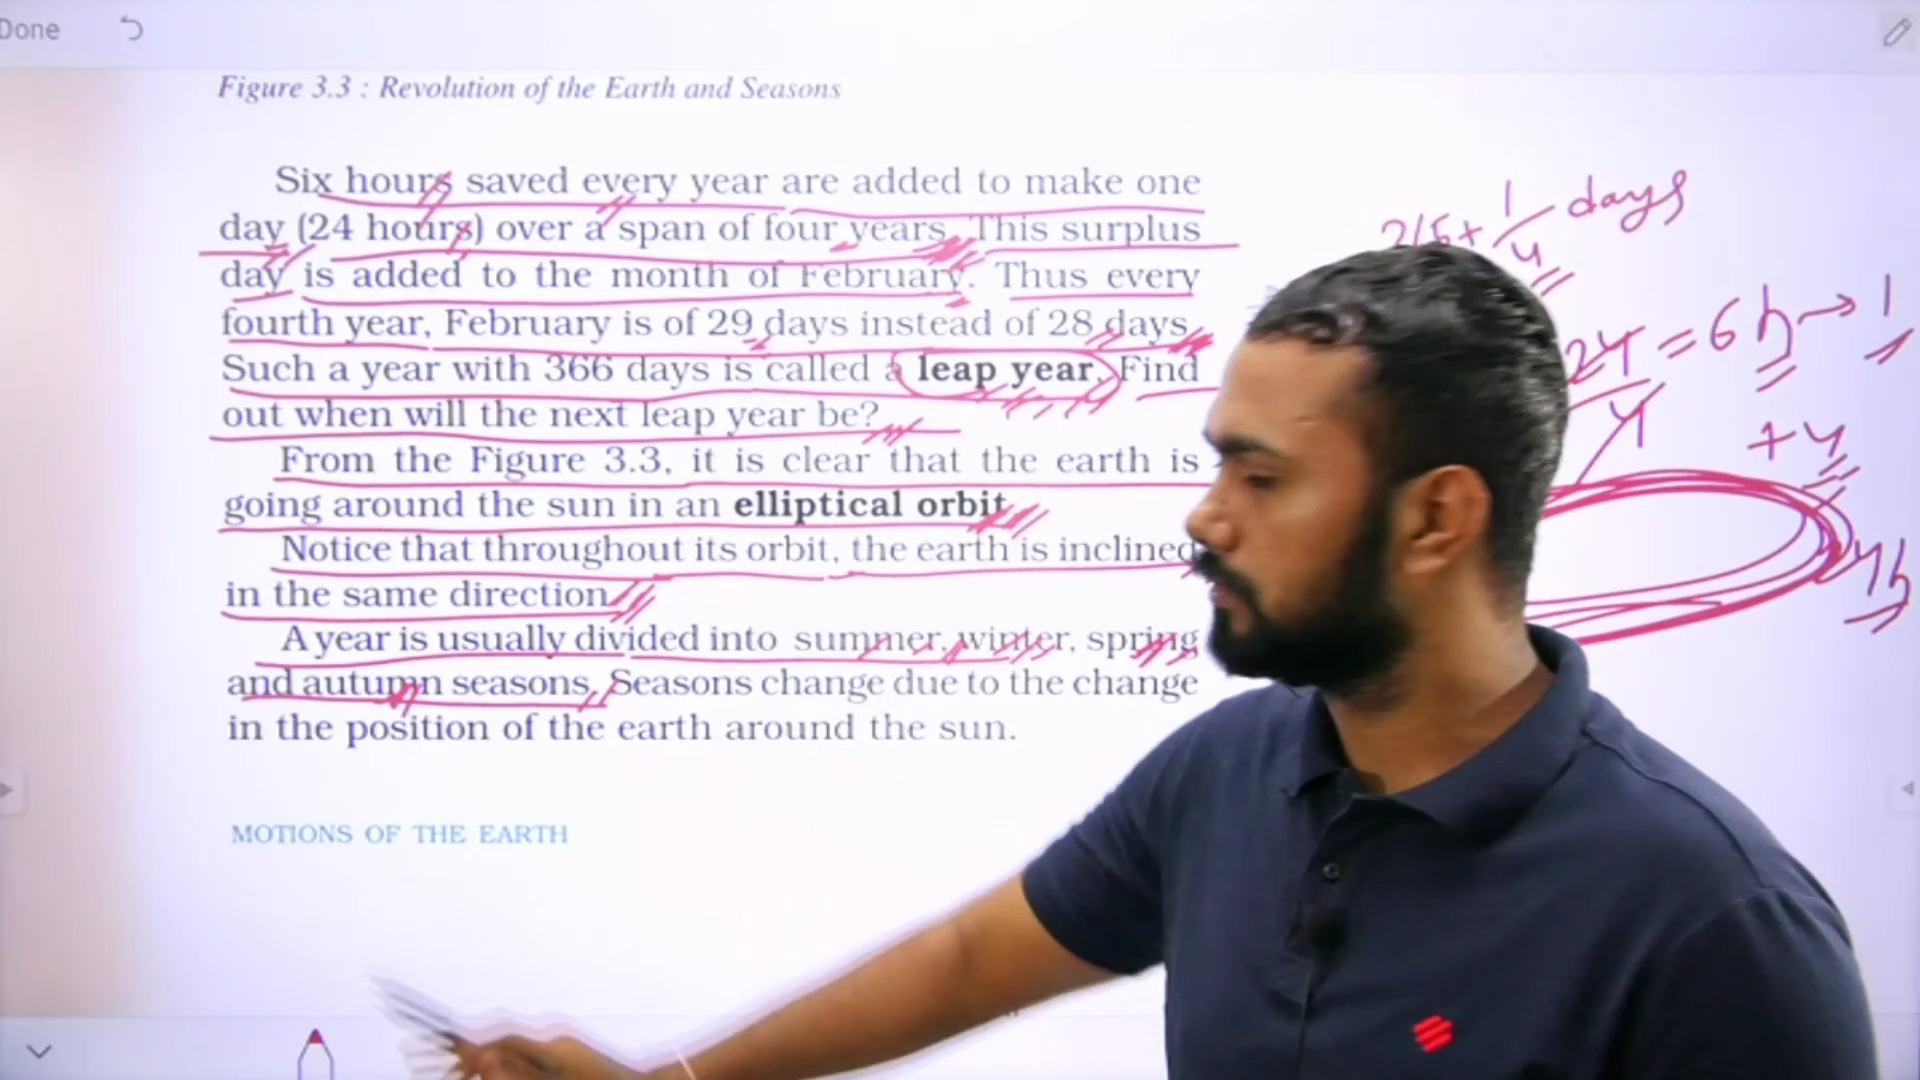 Done
Figure 3.3 : Revolution of the Earth and Seasons
Six hours saved every year are added to make one
day (24 hours) over a span of four years. This surplus
day is added to the month of February. Thus every
fourth year, February is of 29 days instead of 28 days.
Such a year with 366 days is called a leap year. Find
out when will the next leap year be?
From the Figure 3.3, it is clear that the earth is
going around the sun in an elliptical orbit.
Notice that throughout its orbit, the earth is inclined
in the same direction.
A year is usually divided into summer, winter, spring
and autumn seasons. Seasons change due to the change
in the position of the earth around the sun.
MOTIONS OF THE EARTH
1/4 days
24/4 = 6h → 1
+4
4h